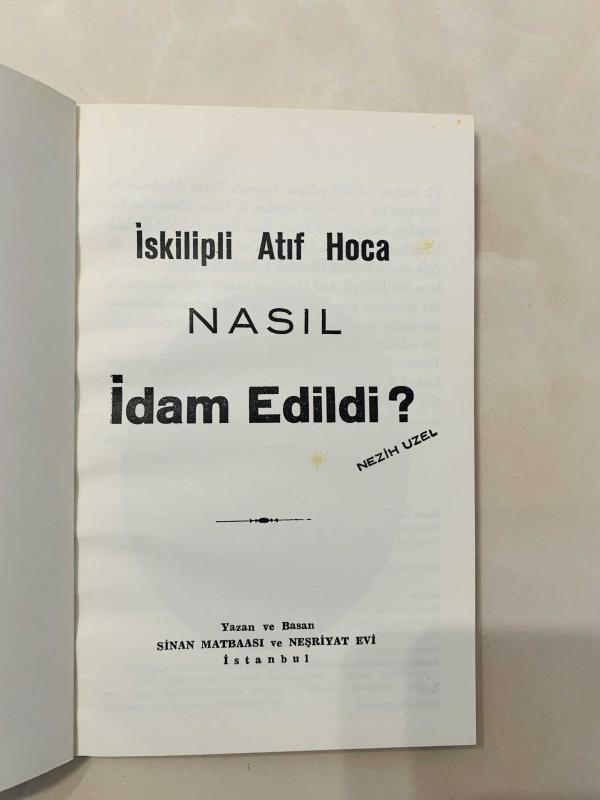 İskilipli Atıf Hoca
NASIL
İdam Edildi?
NEZİH UZEL
Yazan ve Basan
SİNAN MATBAASI ve NEŞRİYAT EVİ
İstanbul